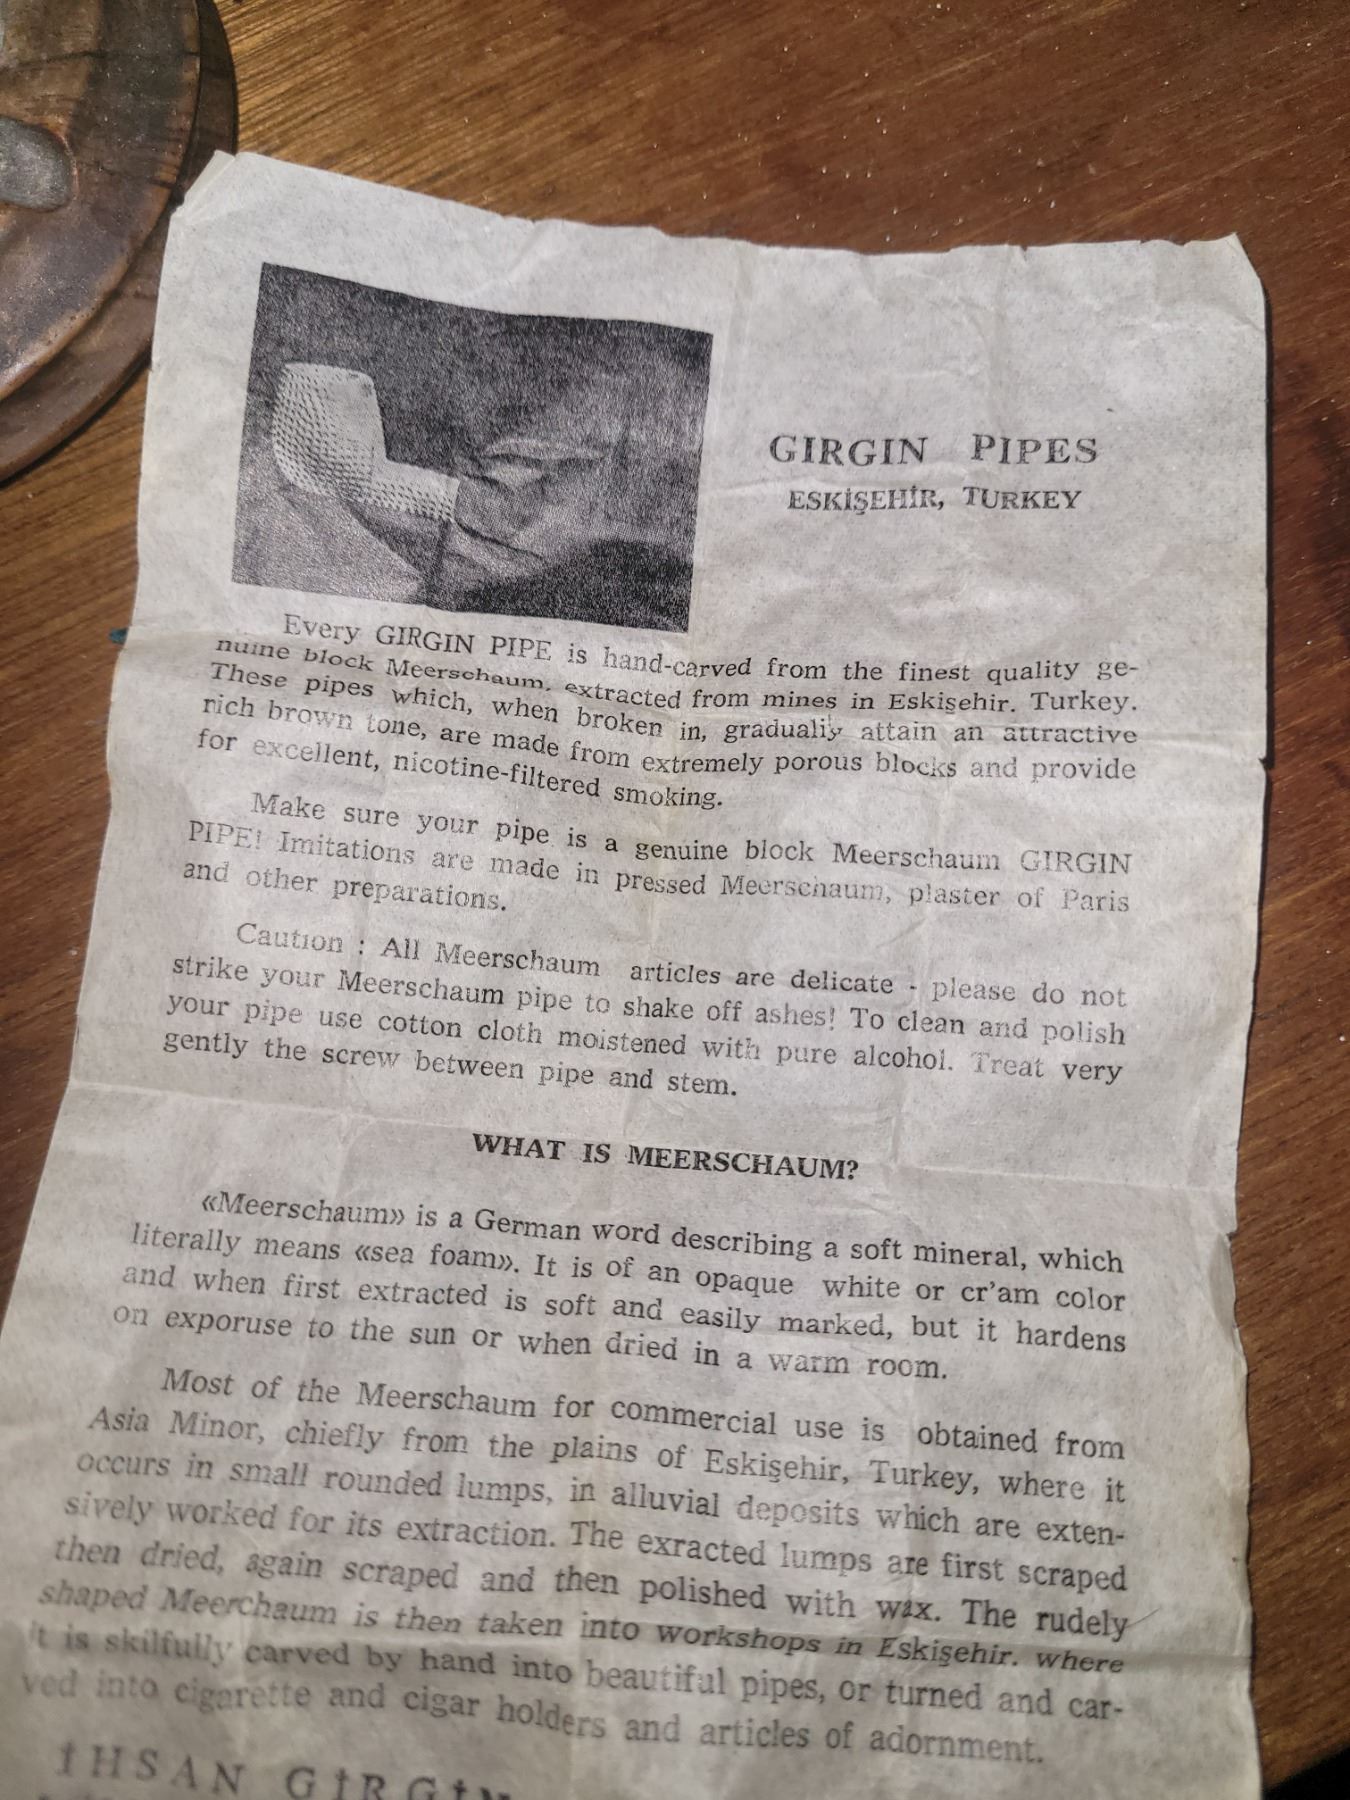 GIRGIN PIPES
ESKİŞEHİR, TURKEY
Every GIRGIN PIPE is hand-carved from the finest quality ge-
nuine block Meerschaum, extracted from mines in Eskişehir. Turkey.
These pipes which, when broken in, gradually attain an attractive
rich brown tone, are made from extremely porous blocks and provide
for excellent, nicotine-filtered smoking.
Make sure your pipe is a genuine block Meerschaum GIRGIN
PIPE! Imitations are made in pressed Meerschaum, plaster of Paris
and other preparations.
Caution : All Meerschaum articles are delicate - please do not
strike your Meerschaum pipe to shake off ashes! To clean and polish
your pipe use cotton cloth moistened with pure alcohol. Treat very
gently the screw between pipe and stem.
WHAT IS MEERSCHAUM?
«Meerschaum» is a German word describing a soft mineral, which
literally means «sea foam». It is of an opaque white or cr'am color
and when first extracted is soft and easily marked, but it hardens
on exporuse to the sun or when dried in a warm room.
Most of the Meerschaum for commercial use is obtained from
Asia Minor, chiefly from the plains of Eskişehir, Turkey, where it
occurs in small rounded lumps, in alluvial deposits which are exten-
sively worked for its extraction. The exracted lumps are first scraped
then dried, again scraped and then polished with wax. The rudely
shaped Meerchaum is then taken into workshops in Eskişehir. where
it is skilfully carved by hand into beautiful pipes, or turned and car-
ved into cigarette and cigar holders and articles of adornment.
İHSAN GİRGİN